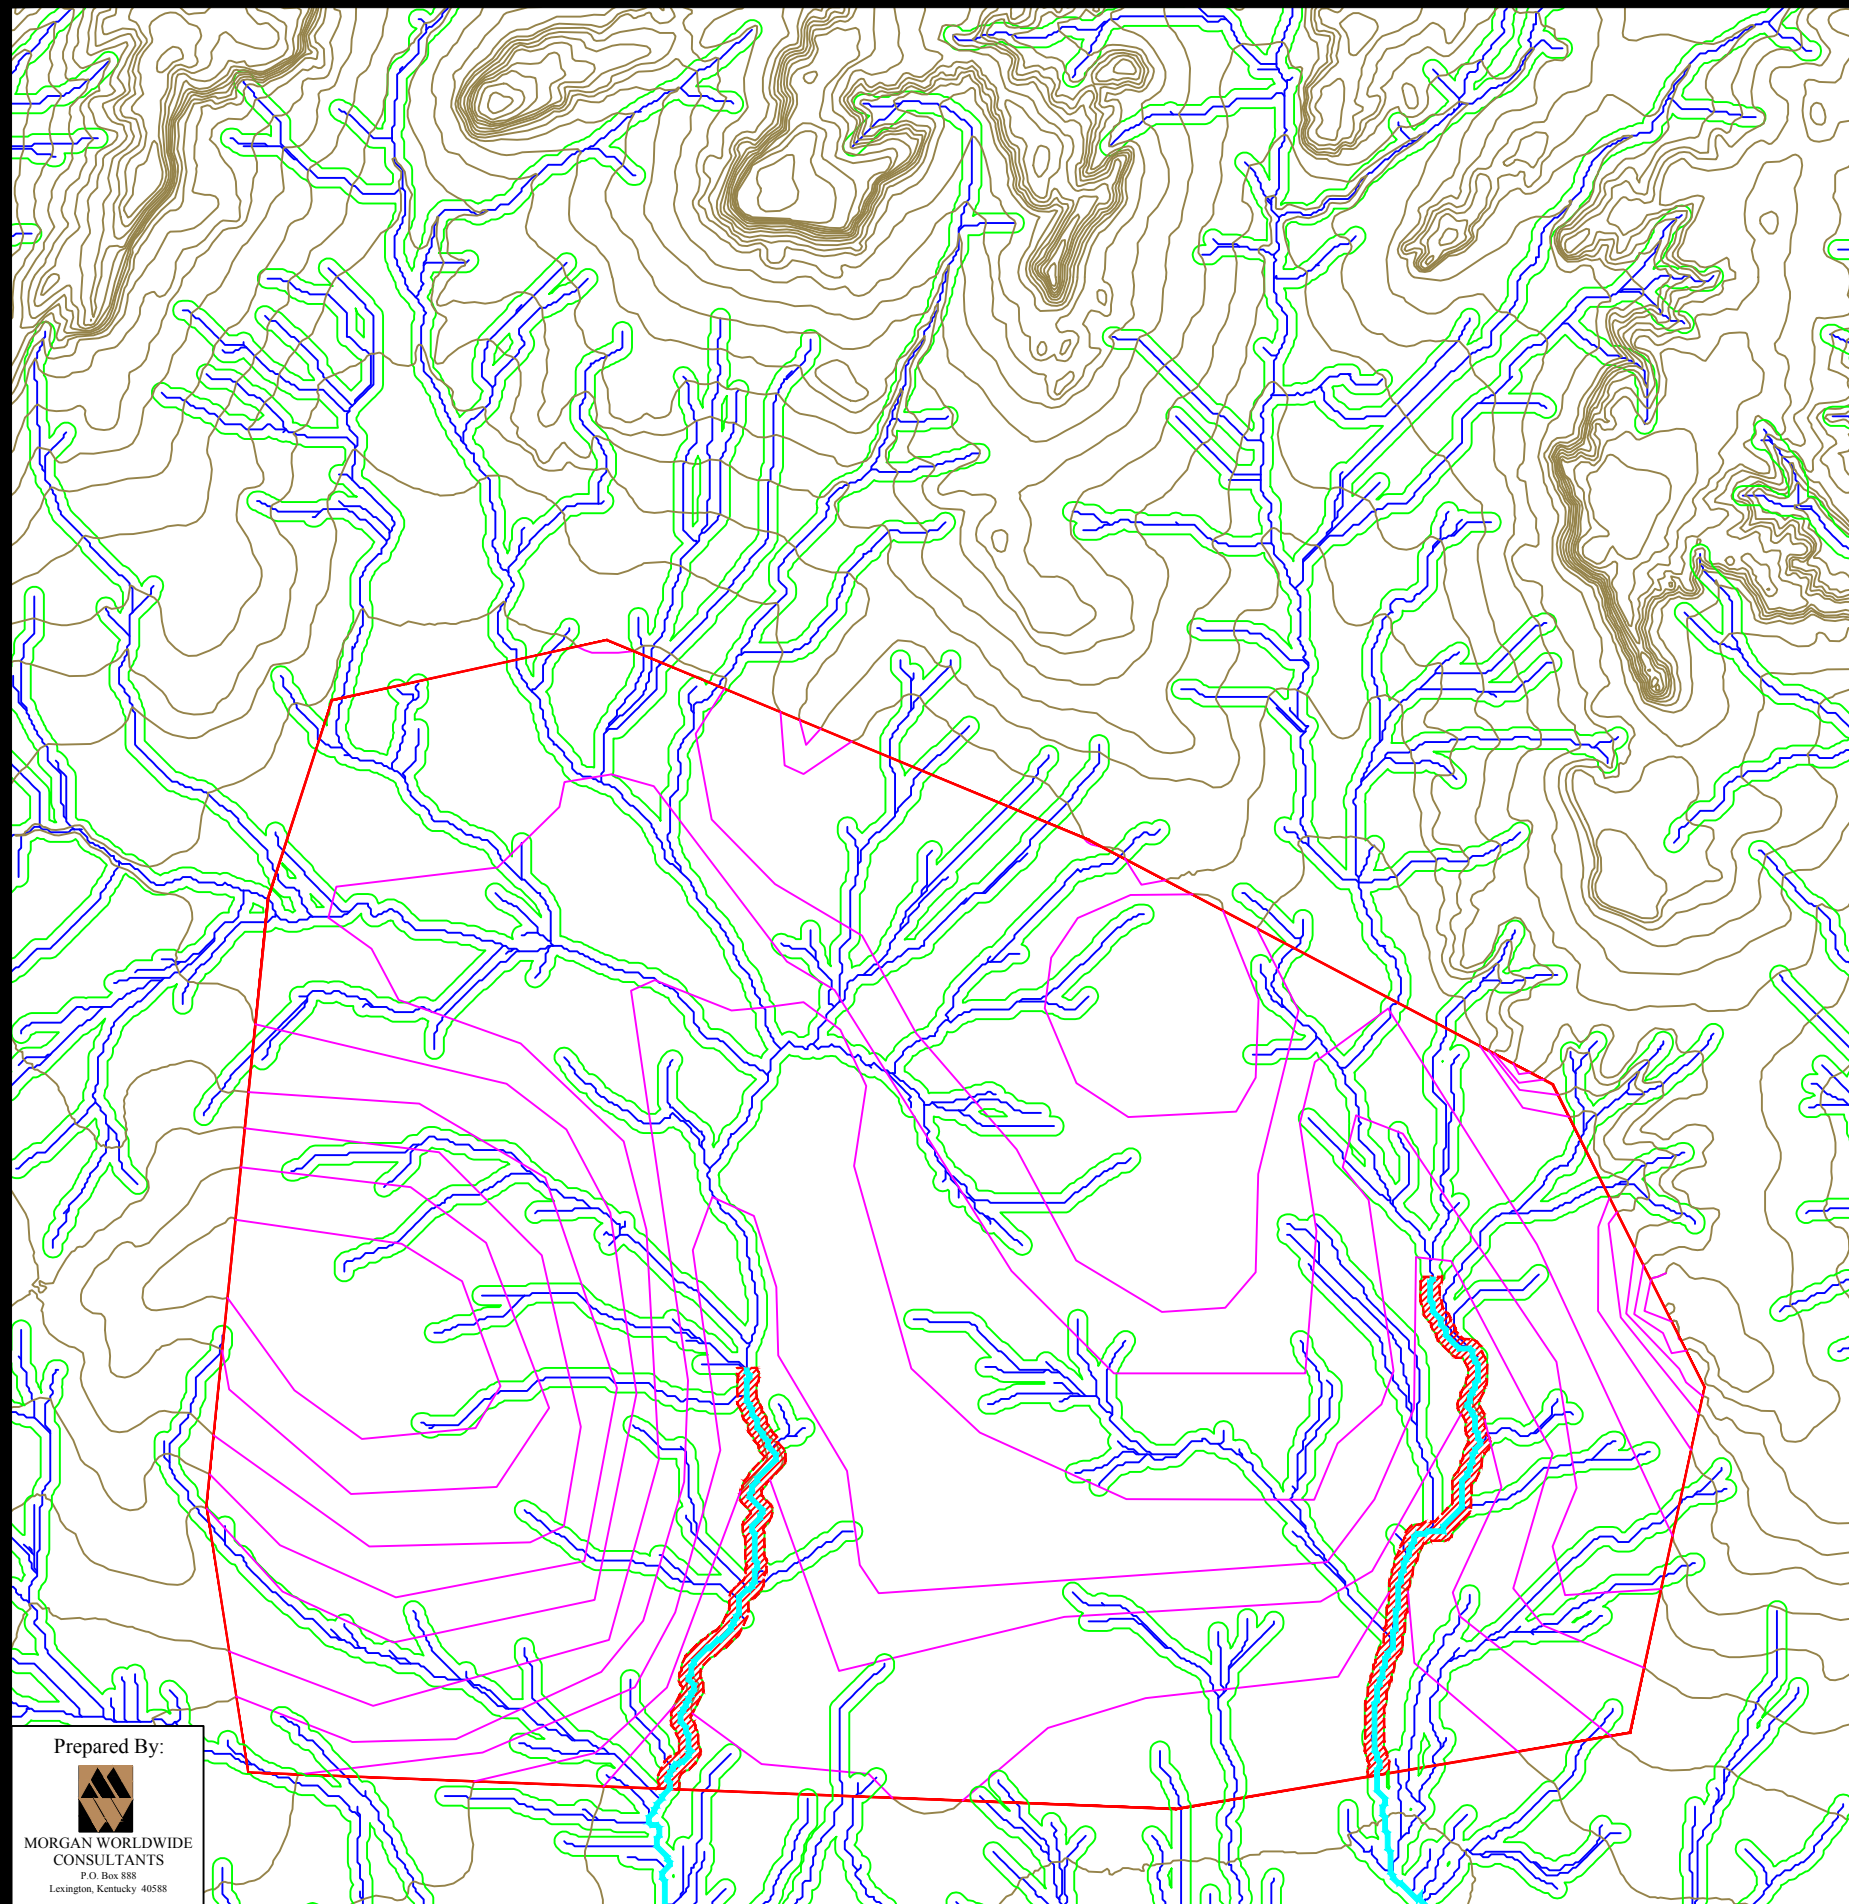 Prepared By:
MORGAN WORLDWIDE
CONSULTANTS
P.O. Box 888
Lexington, Kentucky 40588